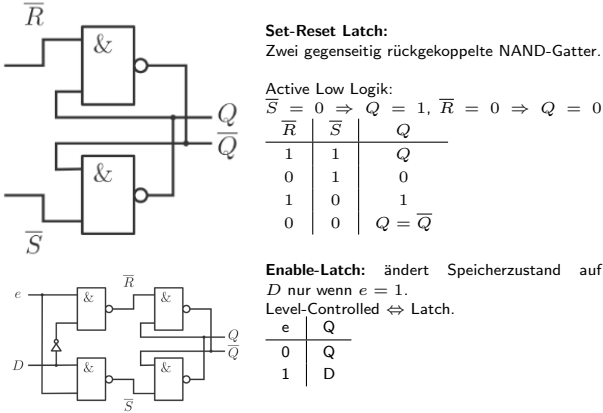 R̅
&
Q
Q̅
&
S̅
Set-Reset Latch:
Zwei gegenseitig rückgekoppelte NAND-Gatter.
Active Low Logik:
S̅ = 0 ⇒ Q = 1, R̅ = 0 ⇒ Q = 0
R̅ S̅ Q
1 1 Q
0 1 0
1 0 1
0 0 Q = Q̅
e
R̅
&
&
Q
Q̅
D
&
&
S̅
Enable-Latch: ändert Speicherzustand auf
D nur wenn e = 1.
Level-Controlled ⇔ Latch.
e Q
0 Q
1 D